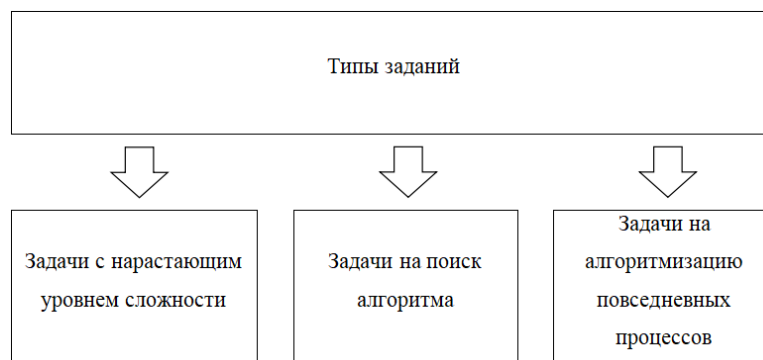 Типы заданий
Задачи с нарастающим
уровнем сложности
Задачи на поиск
алгоритма
Задачи на
алгоритмизацию
повседневных
процессов